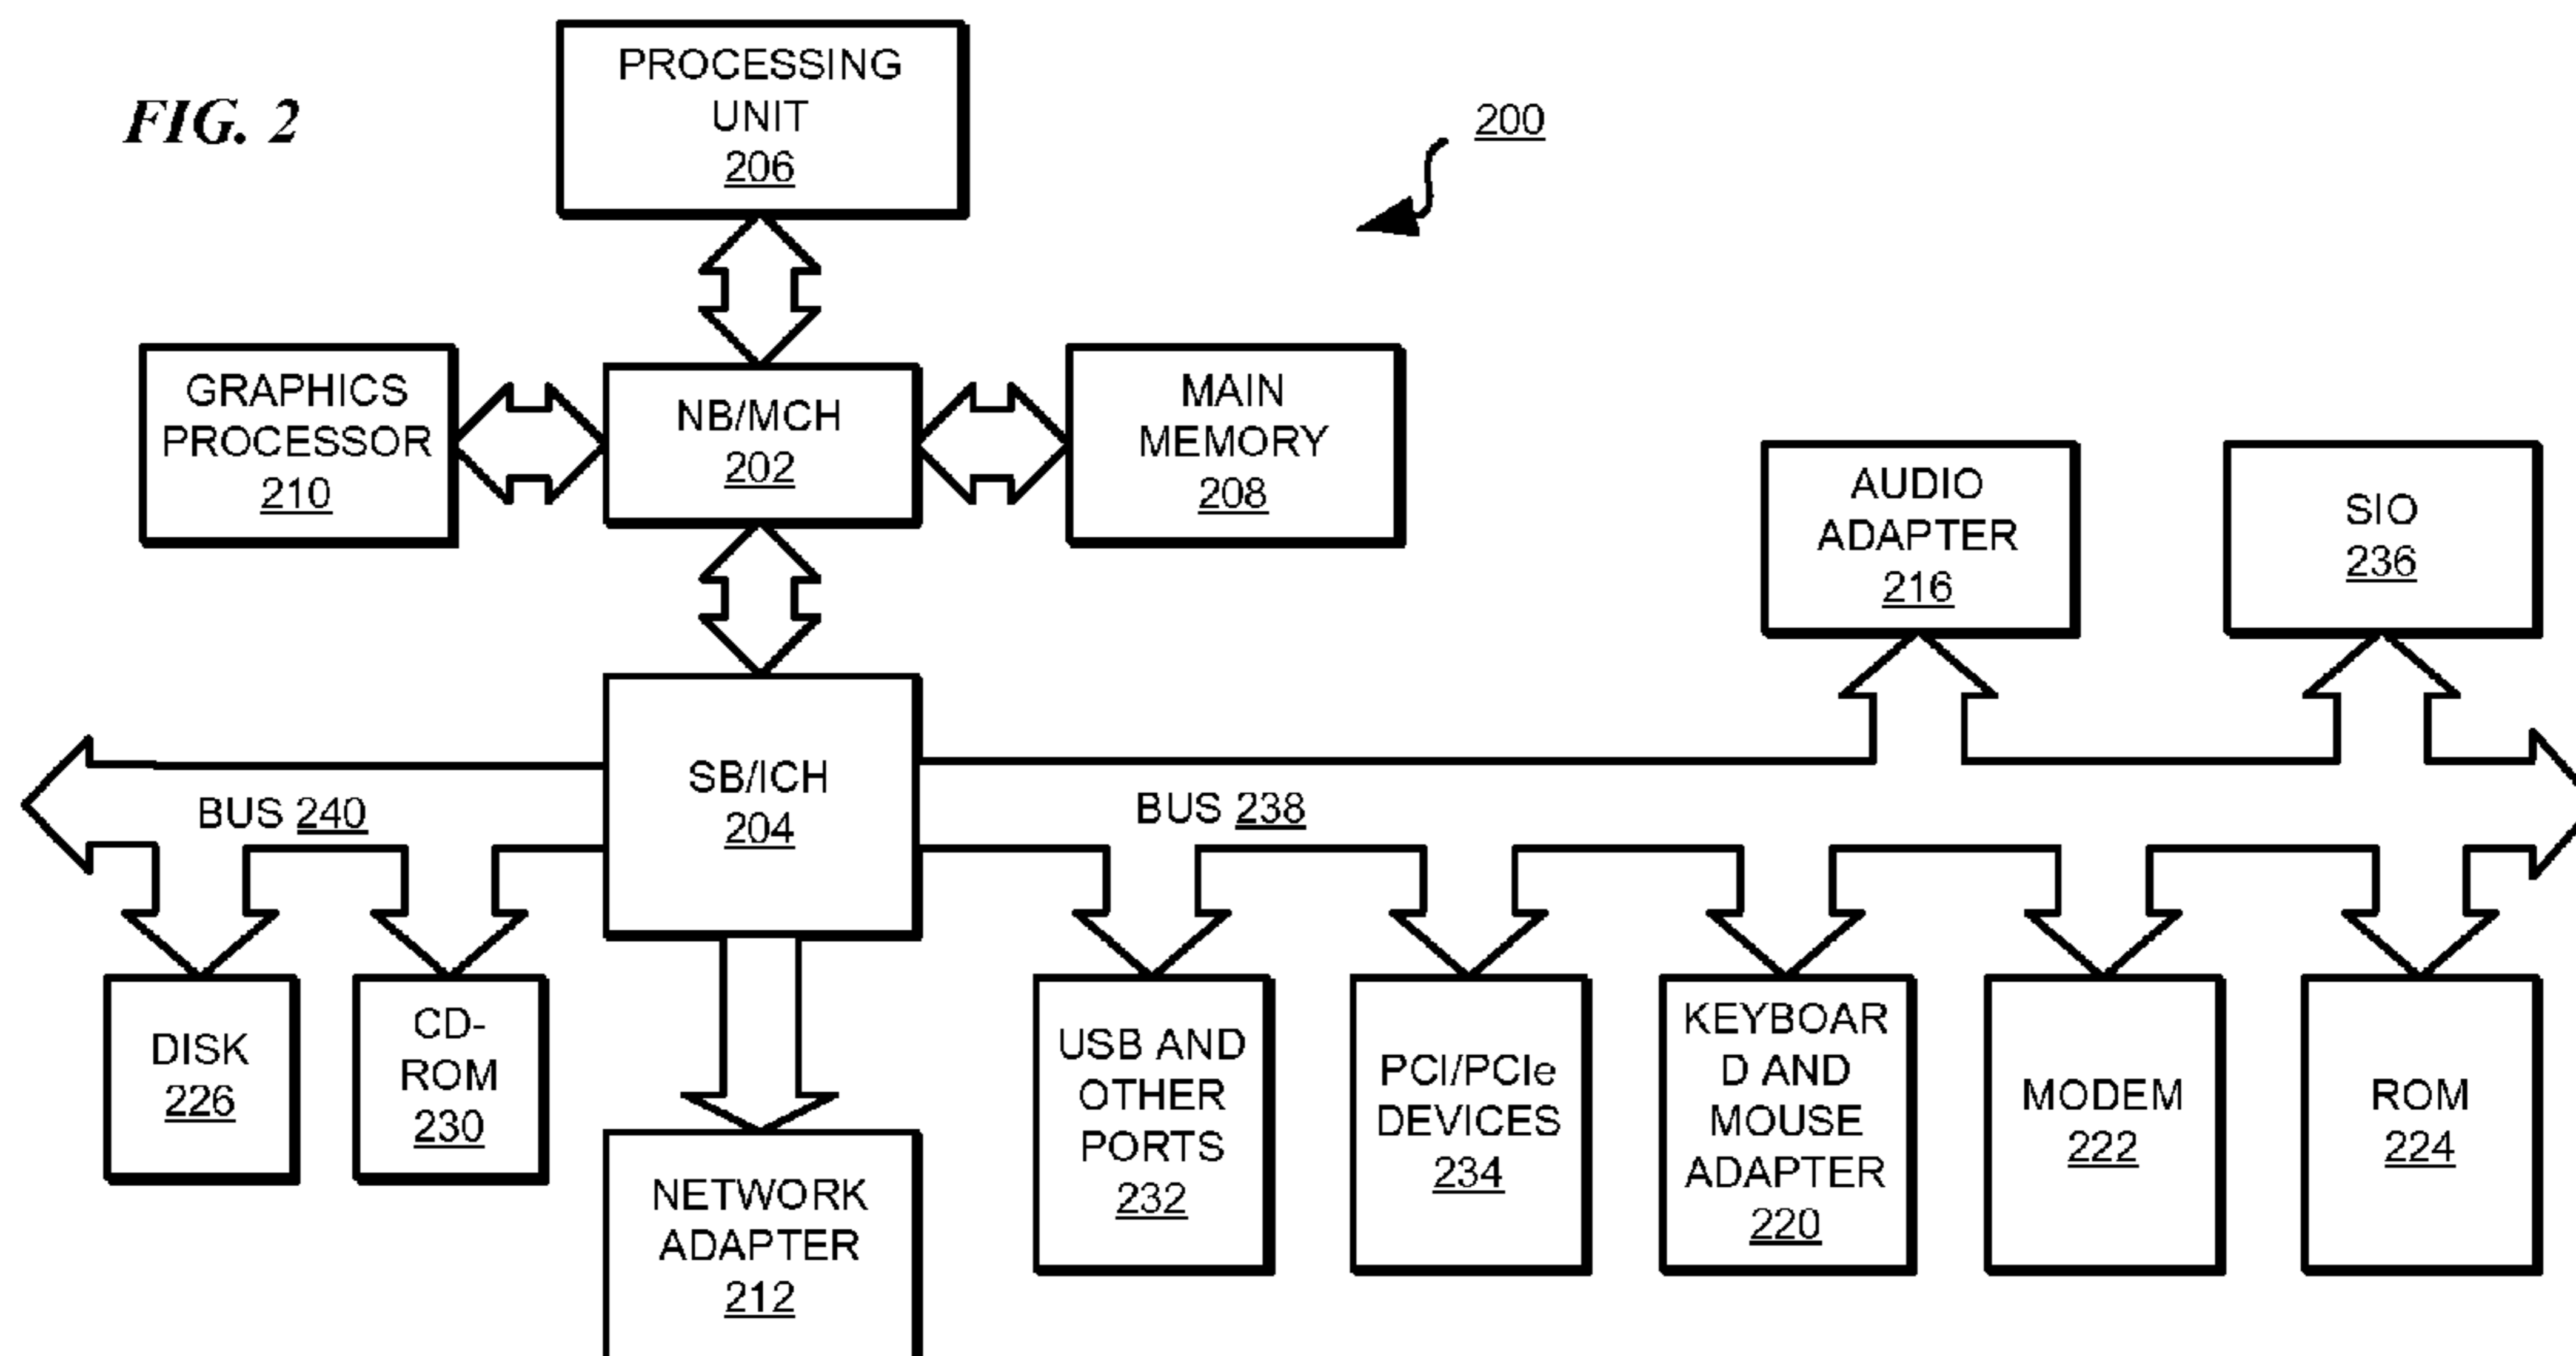 FIG. 2
PROCESSING
UNIT
206
200
GRAPHICS
PROCESSOR
210
NB/MCH
202
MAIN
MEMORY
208
AUDIO
ADAPTER
216
SIO
236
SB/ICH
204
BUS 240
BUS 238
DISK
226
CD-
ROM
230
NETWORK
ADAPTER
212
USB AND
OTHER
PORTS
232
PCI/PCIe
DEVICES
234
KEYBOAR
D AND
MOUSE
ADAPTER
220
MODEM
222
ROM
224